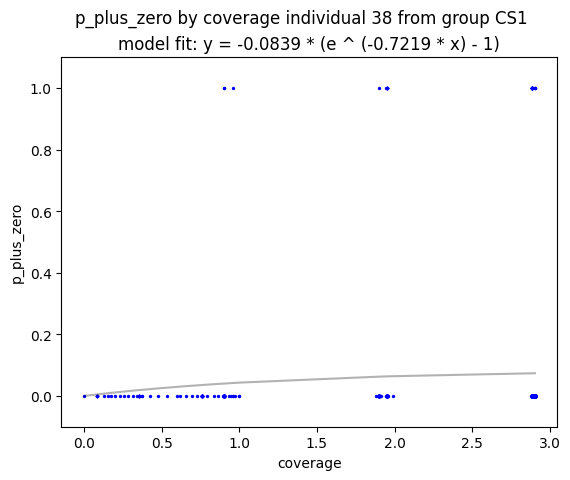 p_plus_zero by coverage individual 38 from group CS1
model fit: y = -0.0839 * (e ^ (-0.7219 * x) - 1)
1.0
0.8
0.6
0.4
0.2
0.0
p_plus_zero
0.0 0.5 1.0 1.5 2.0 2.5 3.0
coverage